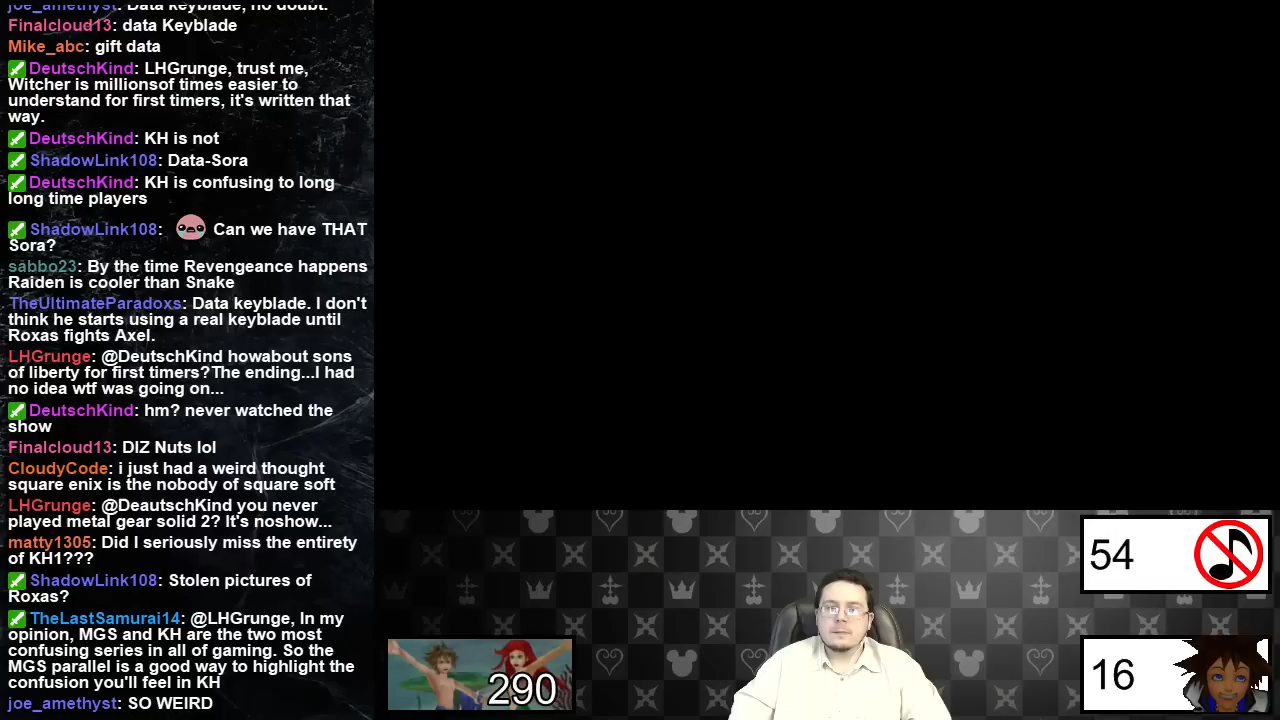 joe_amethyst: Data Keyblade, no doubt.
Finalcloud13: data Keyblade
Mike_abc: gift data
DeutschKind: LHGrunge, trust me,
Witcher is millionsof times easier to
understand for first timers, it's written that
way.
DeutschKind: KH is not
ShadowLink108: Data-Sora
DeutschKind: KH is confusing to long
long time players
ShadowLink108: Can we have THAT
Sora?
sabbo23: By the time Revengeance happens
Raiden is cooler than Snake
TheUltimateParadoxs: Data keyblade. I don't
think he starts using a real keyblade until
Roxas fights Axel.
LHGrunge: @DeutschKind howabout sons
of liberty for first timers?The ending...I had
no idea wtf was going on...
DeutschKind: hm? never watched the
show
Finalcloud13: DIZ Nuts lol
CloudyCode: i just had a weird thought
square enix is the nobody of square soft
LHGrunge: @DeautschKind you never
played metal gear solid 2? It's noshow...
matty1305: Did I seriously miss the entirety
of KH1???
ShadowLink108: Stolen pictures of
Roxas?
TheLastSamurai14: @LHGrunge, In my
opinion, MGS and KH are the two most
confusing series in all of gaming. So the
MGS parallel is a good way to highlight the
confusion you'll feel in KH
joe_amethyst: SO WEIRD
54
290
16